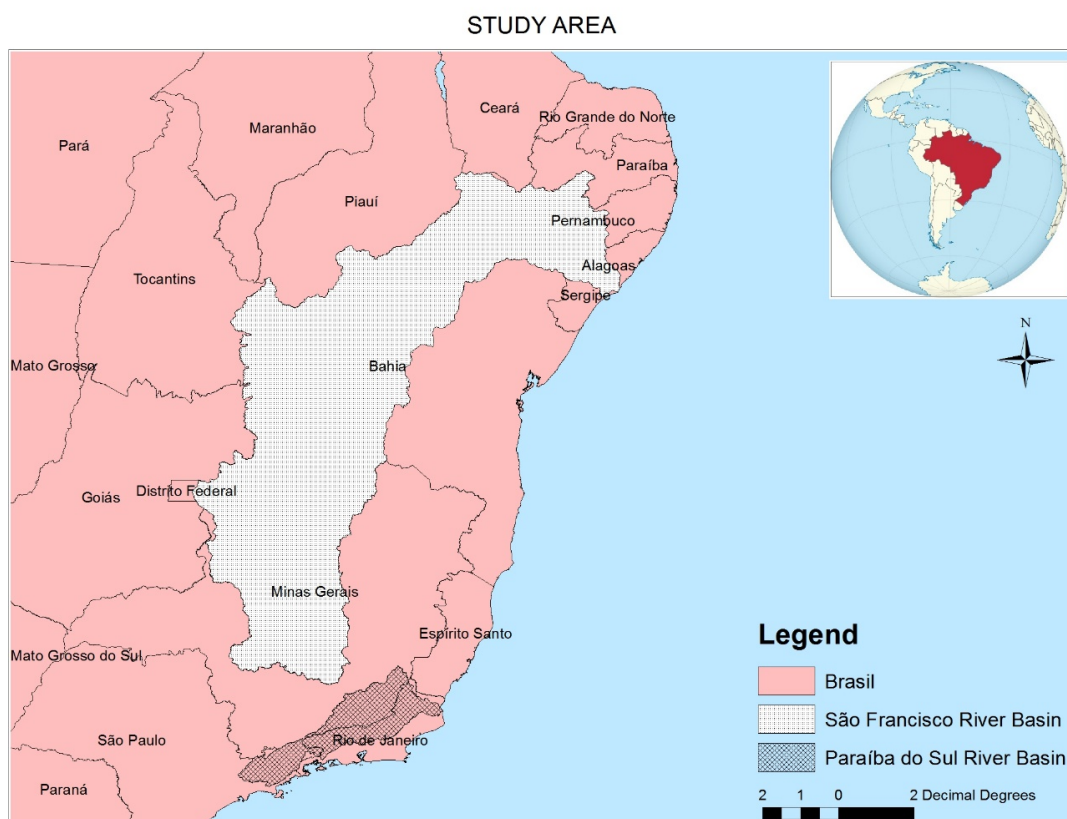 STUDY AREA
Ceará
Rio Grande do Norte
Maranhão
Pará
Paraíba
Piauí
Pernambuco
Alagoas
Tocantins
Sergipe
N
Mato Grosso
Bahia
Distrito Federal
Goiás
Minas Gerais
Espírito Santo
Mato Grosso do Sul
São Paulo
Rio de Janeiro
Paraná
Legend
Brasil
São Francisco River Basin
Paraíba do Sul River Basin
2 1 0 2 Decimal Degrees